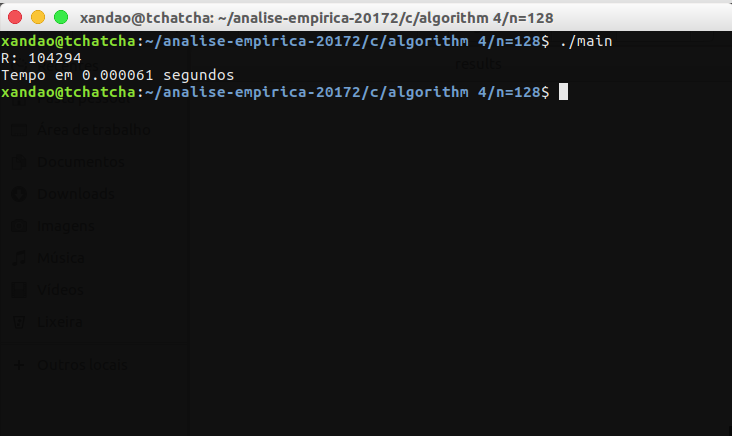 xandao@tchatcha: ~/analise-empirica-20172/c/algorithm 4/n=128
xandao@tchatcha:~/analise-empirica-20172/c/algorithm 4/n=128$ ./main
R: 104294
Tempo em 0.000061 segundos
xandao@tchatcha:~/analise-empirica-20172/c/algorithm 4/n=128$
results
Área de trabalho
Documentos
Downloads
Imagens
Música
Vídeos
Lixeira
Outros locais